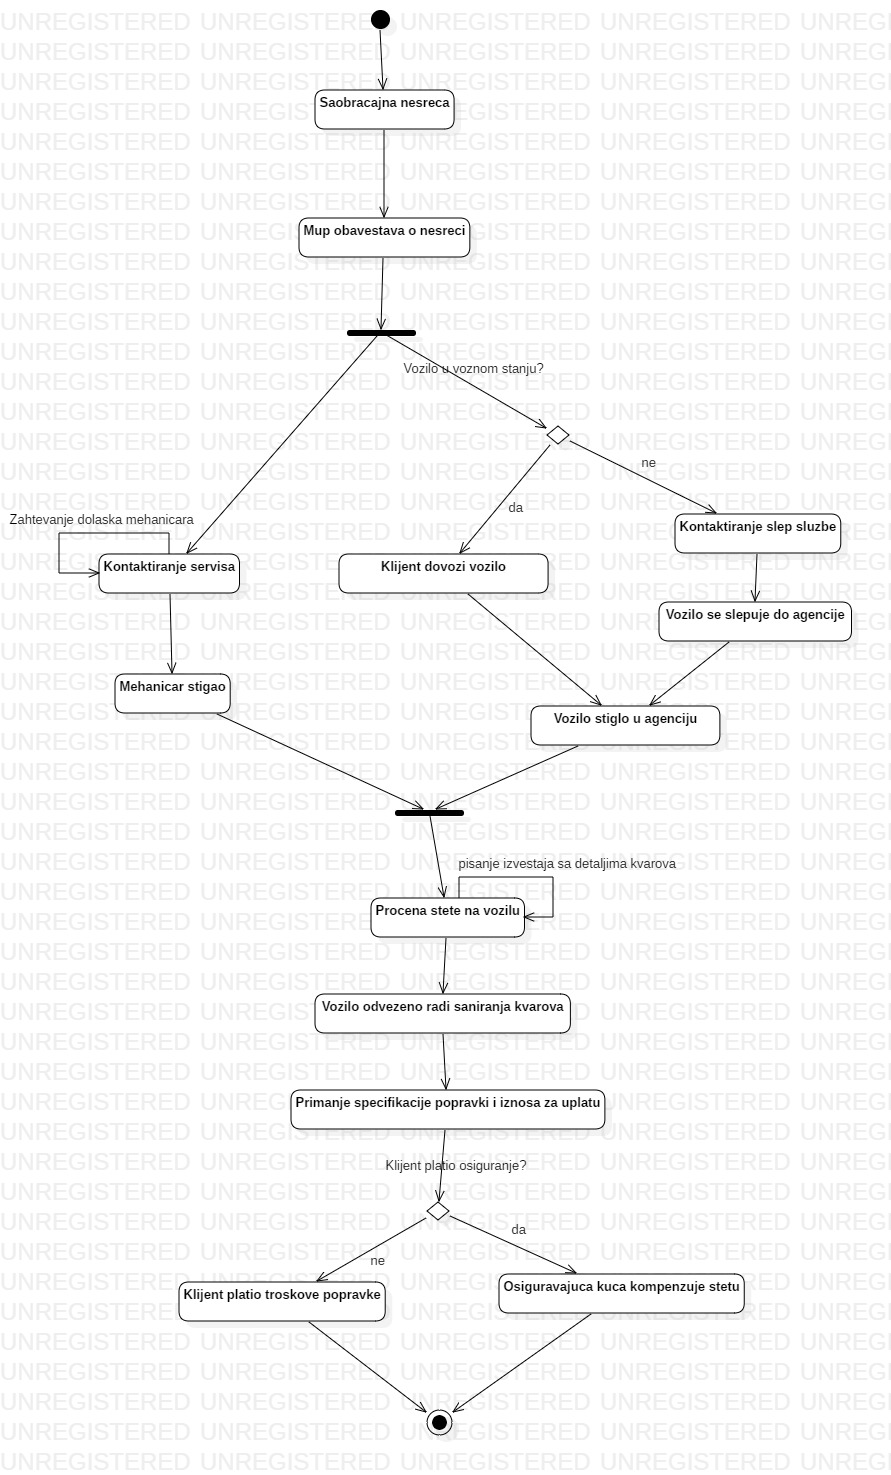 Saobracajna nesreca
Mup obavestava o nesreci
Vozilo u voznom stanju?
ne
da
Zahtevanje dolaska mehanicara
Kontaktiranje slep sluzbe
Kontaktiranje servisa
Klijent dovozi vozilo
Vozilo se slepuje do agencije
Mehanicar stigao
Vozilo stiglo u agenciju
pisanje izvestaja sa detaljima kvarova
Procena stete na vozilu
Vozilo odvezeno radi saniranja kvarova
Primanje specifikacije popravki i iznosa za uplatu
Klijent platio osiguranje?
da
ne
Klijent platio troskove popravke
Osiguravajuca kuca kompenzuje stetu
UNREGISTERED